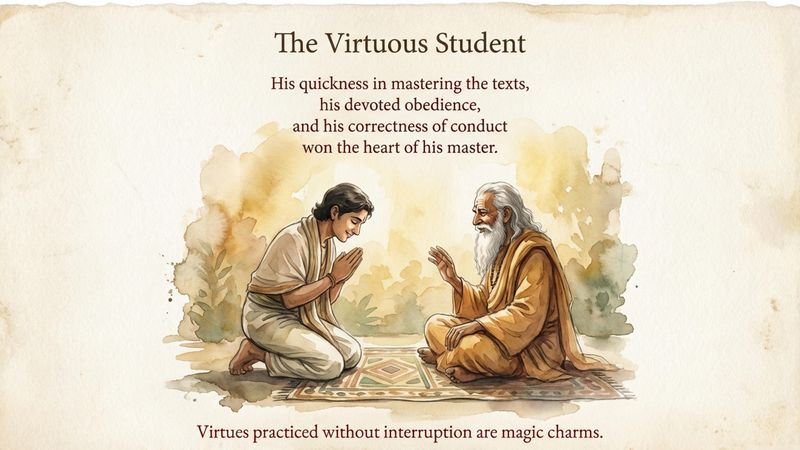 The Virtuous Student
His quickness in mastering the texts,
his devoted obedience,
and his correctness of conduct
won the heart of his master.
Virtues practiced without interruption are magic charms.